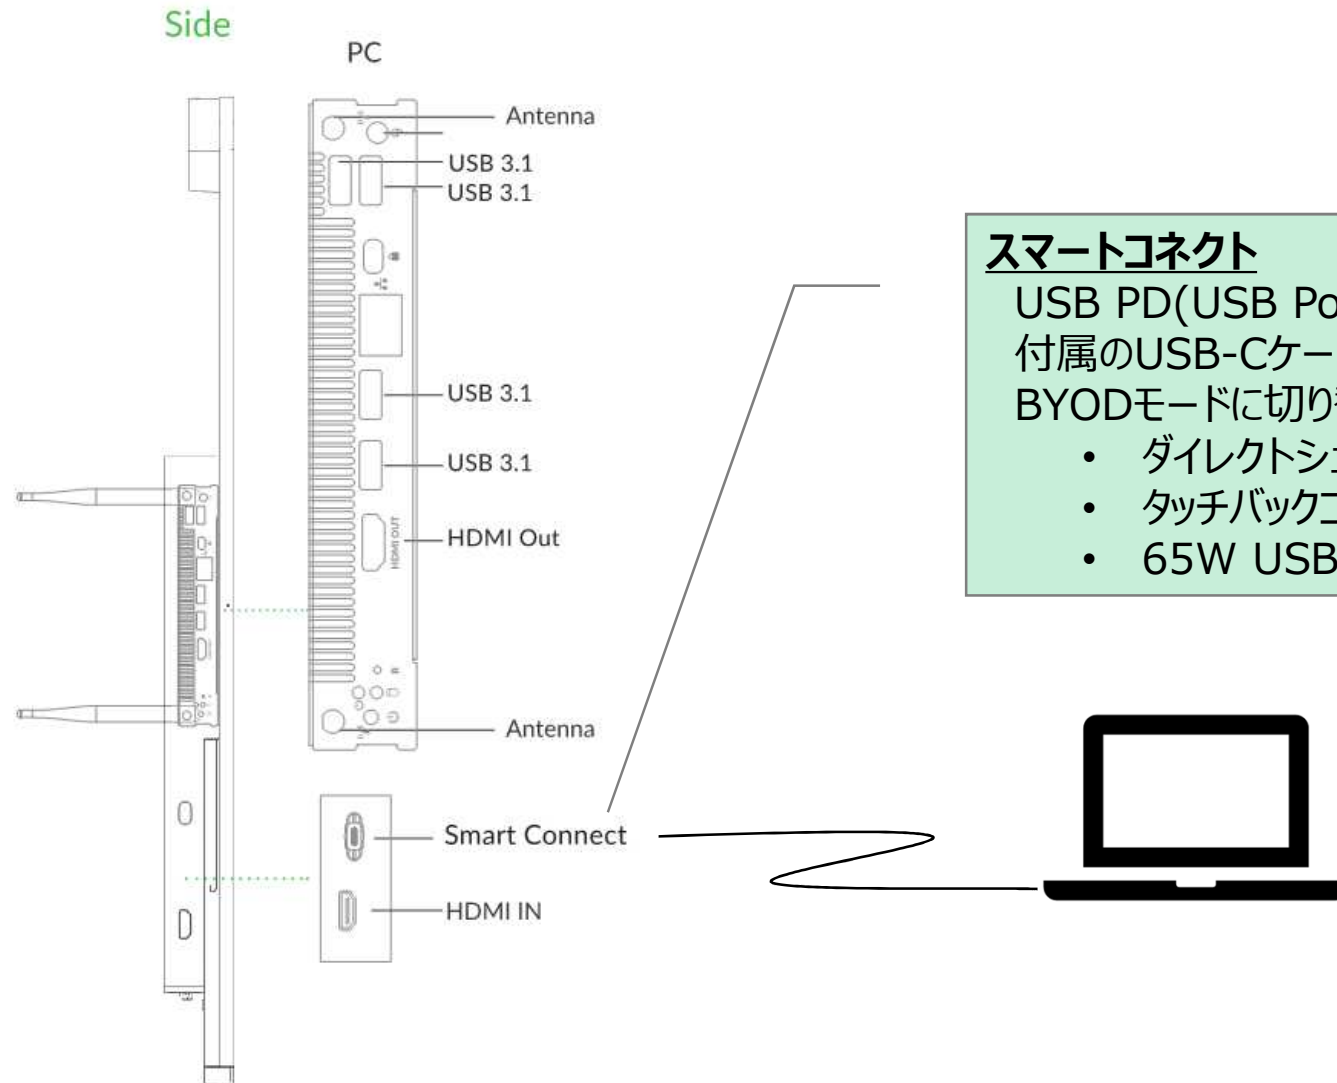 Side
PC
Antenna
USB 3.1
USB 3.1
USB 3.1
USB 3.1
HDMI Out
HDMI OUT
Antenna
Smart Connect
HDMI IN
スマートコネクト
USB PD(USB Po
付属のUSB-Cケー
BYODモードに切り
• ダイレクトシ
• タッチバックコ
• 65W USB